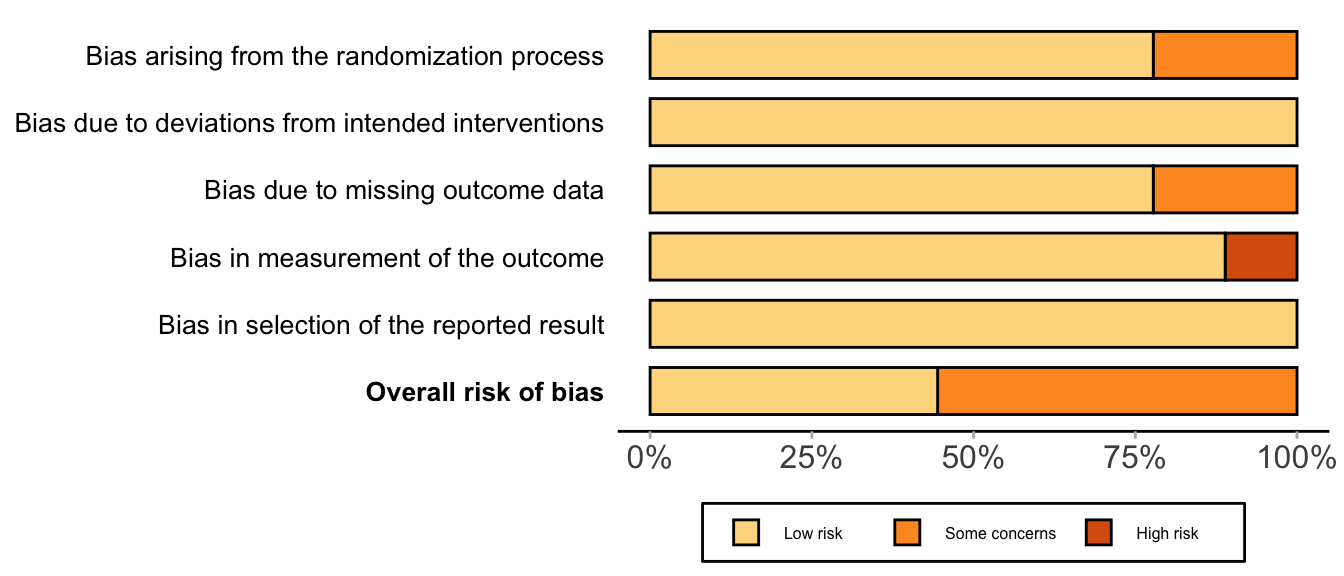 Bias arising from the randomization process
Bias due to deviations from intended interventions
Bias due to missing outcome data
Bias in measurement of the outcome
Bias in selection of the reported result
Overall risk of bias
0% 25% 50% 75% 100%
Low risk Some concerns High risk